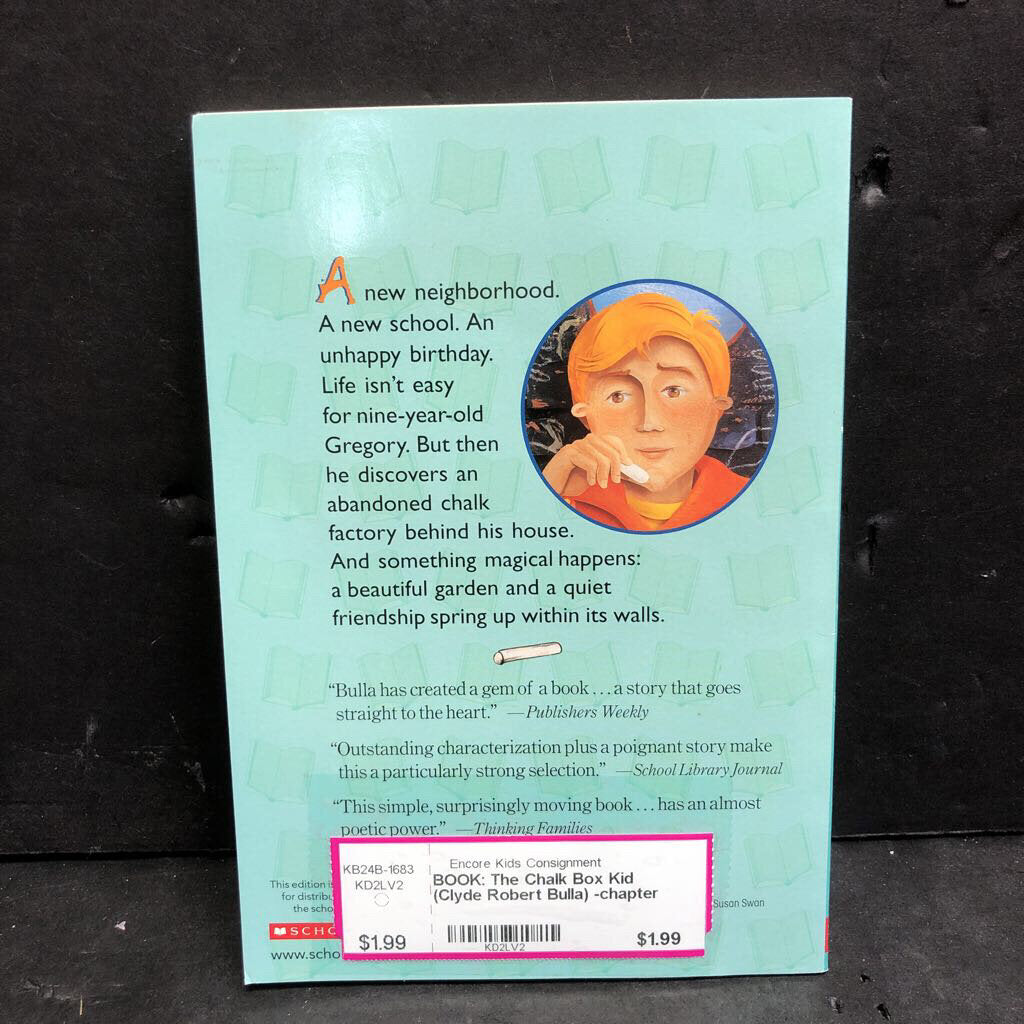 A new neighborhood.
A new school. An
unhappy birthday.
Life isn't easy
for nine-year-old
Gregory. But then
he discovers an
abandoned chalk
factory behind his house.
And something magical happens:
a beautiful garden and a quiet
friendship spring up within its walls.
"Bulla has created a gem of a book...a story that goes
straight to the heart." —Publishers Weekly
"Outstanding characterization plus a poignant story make
this a particularly strong selection." —School Library Journal
"This simple, surprisingly moving book...has an almost
poetic power." —Thinking Families
This edition
for
the
Susan Swan
www.
KB24B-1683
KD2LV2
$1.99
Encore Kids Consignment
BOOK: The Chalk Box Kid
(Clyde Robert Bulla) -chapter
KD2LV2
$1.99